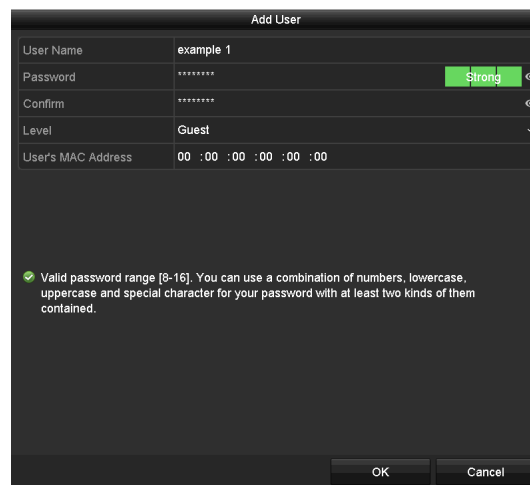 Add User
User Name example 1
Password ******** Strong
Confirm ********
Level Guest
User's MAC Address 00 :00 :00 :00 :00 :00
Valid password range [8-16]. You can use a combination of numbers, lowercase,
uppercase and special character for your password with at least two kinds of them
contained.
OK Cancel